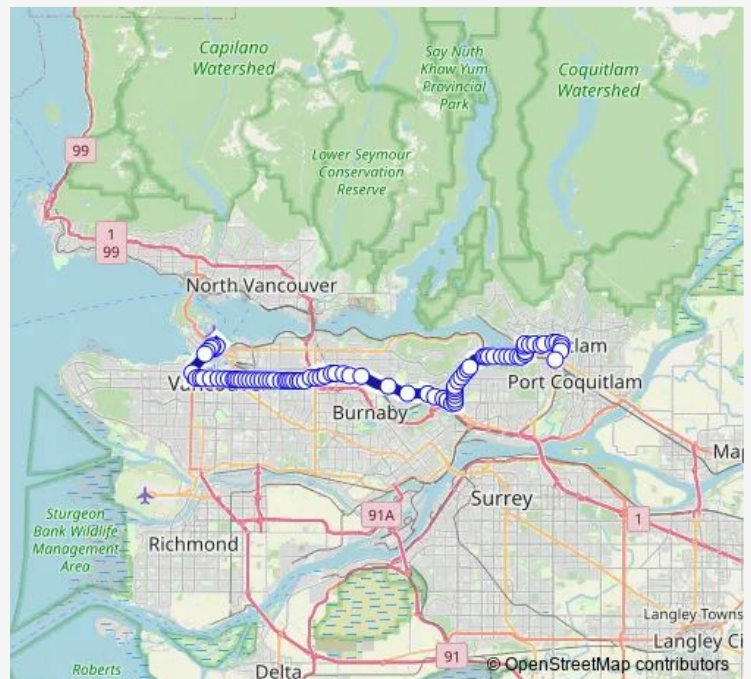 Capilano
Watershed
Say Nuth
Khaw Yum
Provincial
Park
Coquitlam
Watershed
99
Lower Seymour
Conservation
Reserve
1
99
North Vancouver
lam
Port Coquitlam
Burnaby
Sturgeon
Bank Wildlife
Management
Area
Richmond
91A
Surrey
1
Langley Towns
Langley Ci
Roberts
Delta
91
© OpenStreetMap contributors